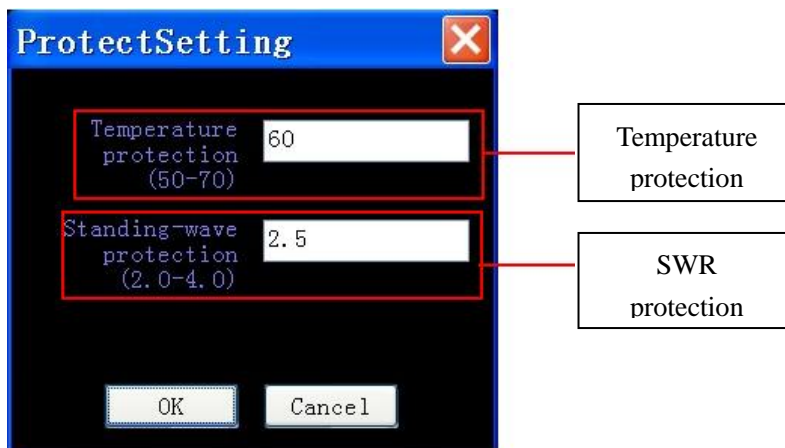 ProtectSetting
Temperature
protection
(50-70)
60
Temperature
protection
Standing-wave
protection
(2.0-4.0)
2.5
SWR
protection
OK
Cancel